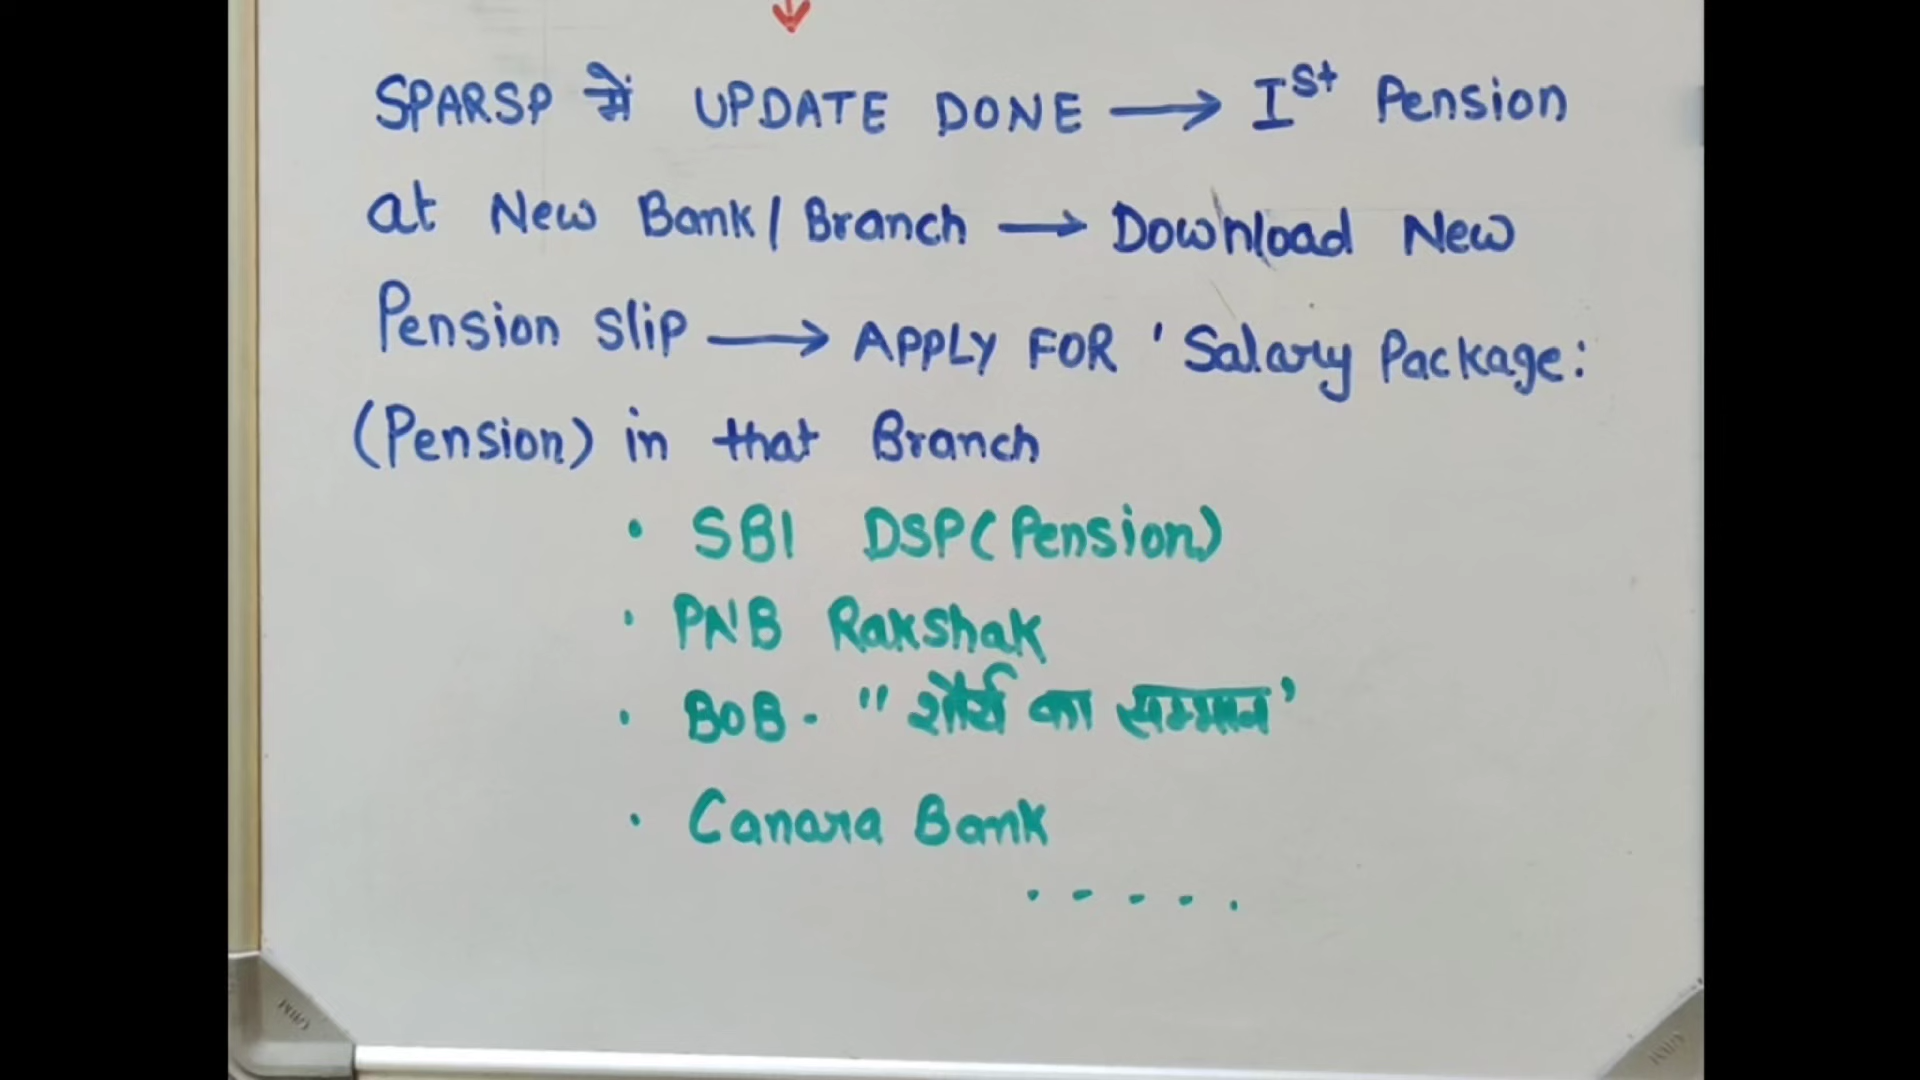 SPARSP में UPDATE DONE → Ist Pension
at New Bank/Branch → Download New
Pension slip → APPLY FOR 'Salary Package:
(Pension) in that Branch
• SBI DSP(Pension)
• PNB Rakshak
• BOB - "शौर्य का सम्मान'
• Canara Bank
.....